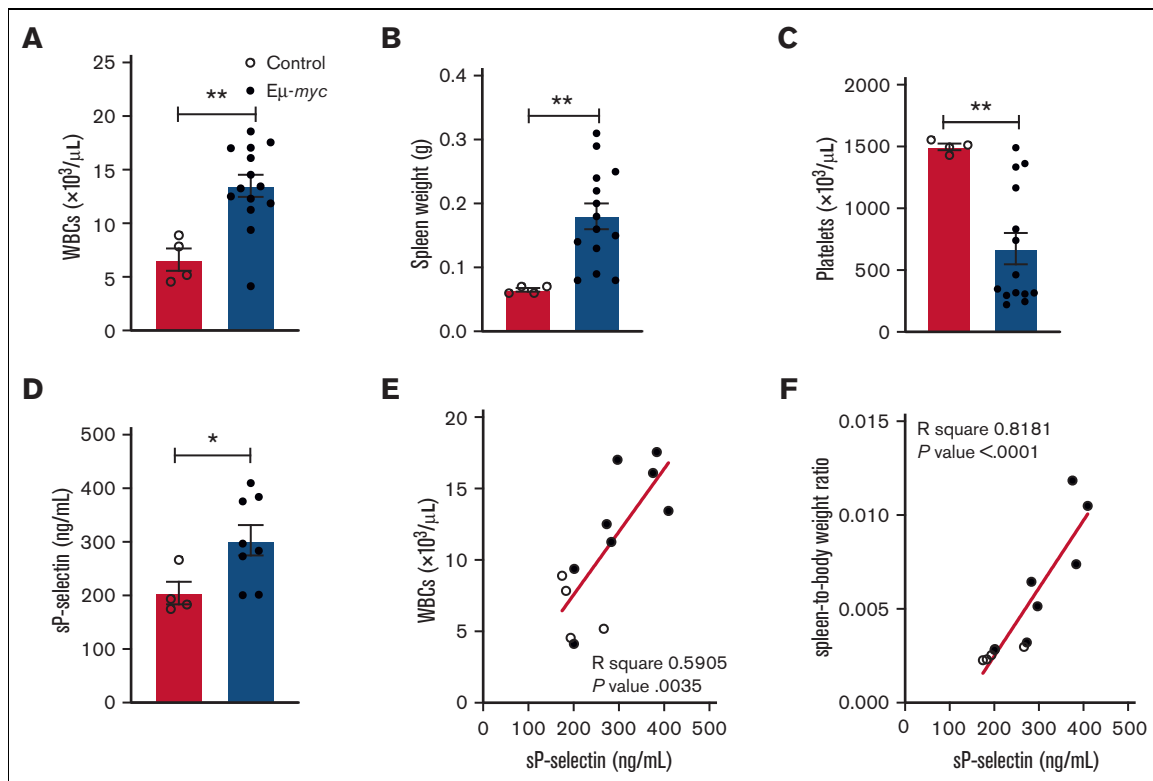 A
WBCs (×10³/μL)
25
20
15
10
5
0
Control
Eμ-myc
**
B
Spleen weight (g)
0.4
0.3
0.2
0.1
0.0
**
C
Platelets (×10³/μL)
2000
1500
1000
500
0
**
D
sP-selectin (ng/mL)
500
400
300
200
100
0
*
E
WBCs (×10³/μL)
20
15
10
5
0
R square 0.5905
P value .0035
0 100 200 300 400 500
sP-selectin (ng/mL)
F
spleen-to-body weight ratio
0.015
0.010
0.005
0.000
R square 0.8181
P value <.0001
0 100 200 300 400 500
sP-selectin (ng/mL)